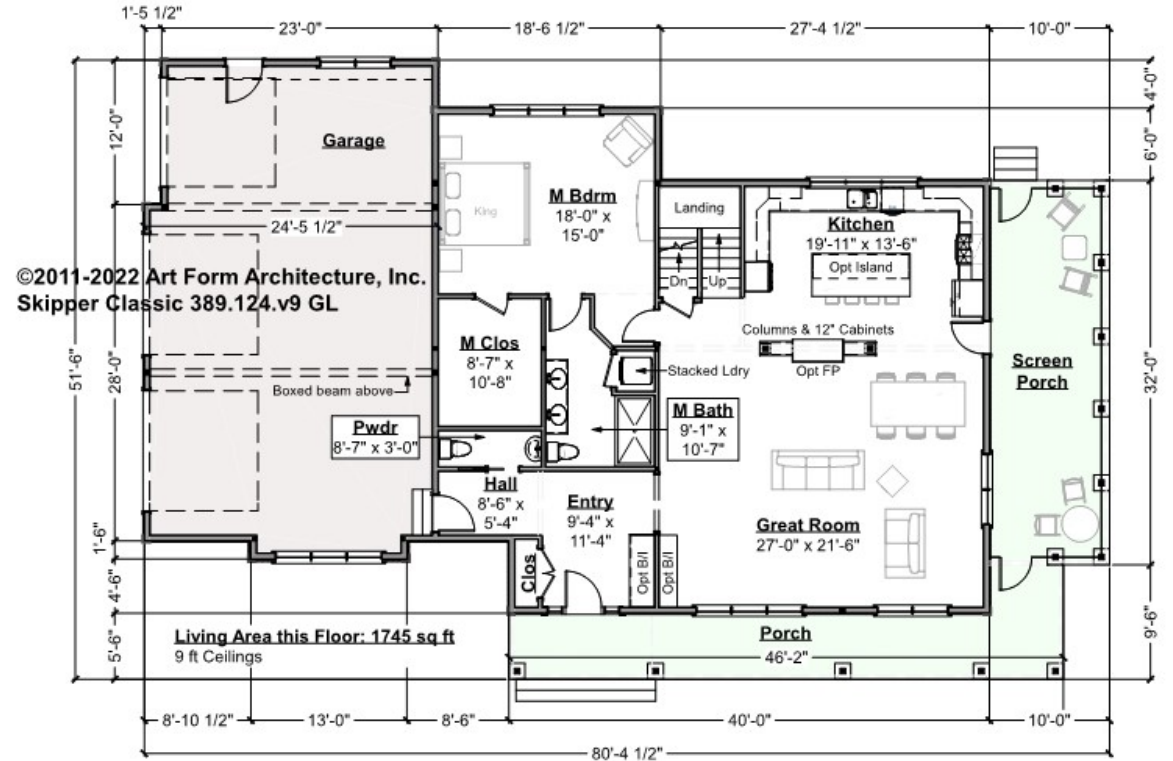 1'-5 1/2"
23'-0"
18'-6 1/2"
27'-4 1/2"
10'-0"
4'-0"
12'-0"
Garage
6'-0"
M Bdrm
18'-0" x
15'-0"
King
Landing
Kitchen
19'-11" x 13'-6"
24'-5 1/2"
Opt Island
©2011-2022 Art Form Architecture, Inc.
Skipper Classic 389.124.v9 GL
Dn
Up
Columns & 12" Cabinets
M Clos
8'-7" x
10'-8"
Screen
Porch
51'-6"
28'-0"
32'-0"
Stacked Ldry
Opt FP
Boxed beam above
Pwdr
8'-7" x 3'-0"
M Bath
9'-1" x
10'-7"
Hall
8'-6" x
5'-4"
Entry
9'-4" x
11'-4"
Great Room
27'-0" x 21'-6"
1'-6"
4'-6"
Clos
Opt B/I
Opt B/I
5'-6"
9'-6"
Living Area this Floor: 1745 sq ft
9 ft Ceilings
Porch
46'-2"
8'-10 1/2"
13'-0"
8'-6"
40'-0"
10'-0"
80'-4 1/2"